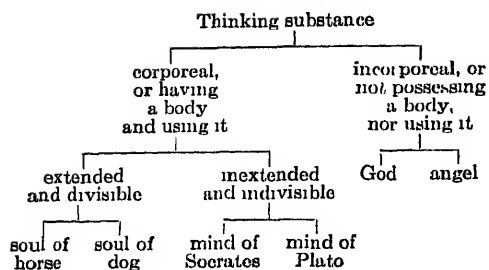 Thinking substance
corporeal,
or having
a body
and using it
incorporeal, or
not possessing
a body,
nor using it
extended
and divisible
inextended
and indivisible
God angel
soul of
horse
soul of
dog
mind of
Socrates
mind of
Plato